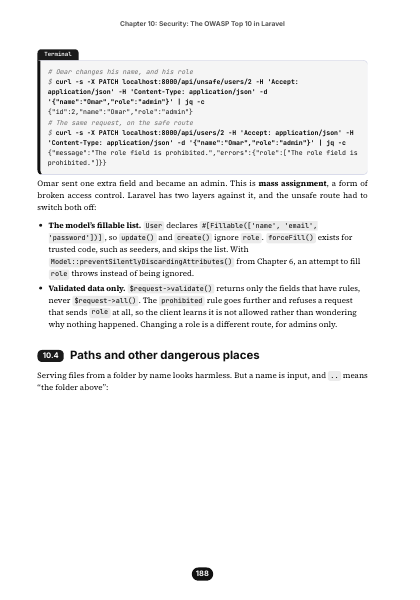 Chapter 10: Security: The OWASP Top 10 in Laravel
Terminal
# Omar changes his name, and his role
$ curl -s -X PATCH localhost:8000/api/unsafe/users/2 -H 'Accept:
application/json' -H 'Content-Type: application/json' -d
'{"name":"Omar","role":"admin"}' | jq -c
{"id":2,"name":"Omar","role":"admin"}
# The same request, on the safe route
$ curl -s -X PATCH localhost:8000/api/users/2 -H 'Accept: application/json' -H
'Content-Type: application/json' -d '{"name":"Omar","role":"admin"}' | jq -c
{"message":"The role field is prohibited.","errors":{"role":["The role field is
prohibited."]}}
Omar sent one extra field and became an admin. This is mass assignment, a form of
broken access control. Laravel has two layers against it, and the unsafe route had to
switch both off:
• The model's fillable list. User declares #[Fillable(['name', 'email',
'password'])], so update() and create() ignore role. forceFill() exists for
trusted code, such as seeders, and skips the list. With
Model::preventSilentlyDiscardingAttributes() from Chapter 6, an attempt to fill
role throws instead of being ignored.
• Validated data only. $request->validate() returns only the fields that have rules,
never $request->all(). The prohibited rule goes further and refuses a request
that sends role at all, so the client learns it is not allowed rather than wondering
why nothing happened. Changing a role is a different route, for admins only.
10.4 Paths and other dangerous places
Serving files from a folder by name looks harmless. But a name is input, and .. means
“the folder above”:
188